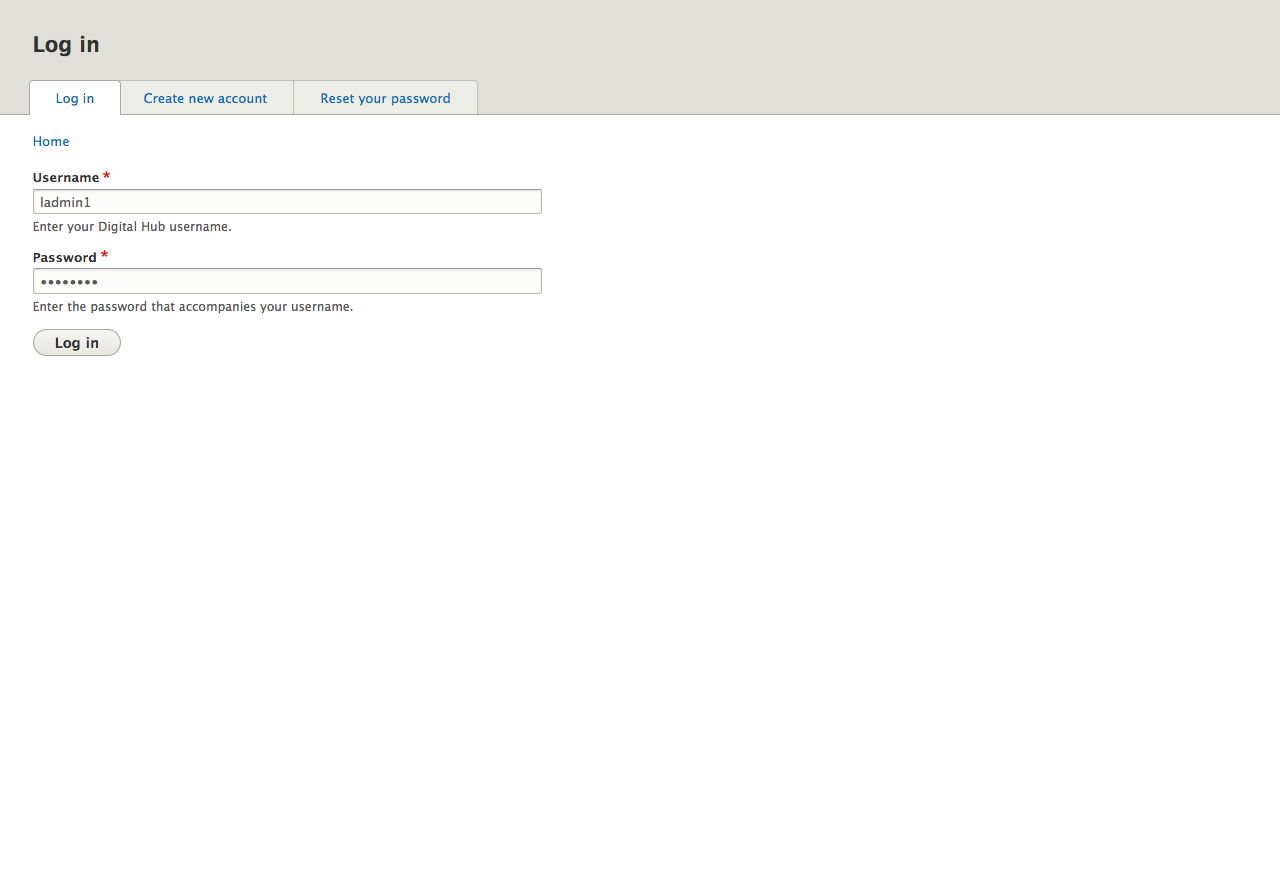 Log in
Log in
Create new account
Reset your password
Home
Username *
ladmin1
Enter your Digital Hub username.
Password *
••••••••
Enter the password that accompanies your username.
Log in